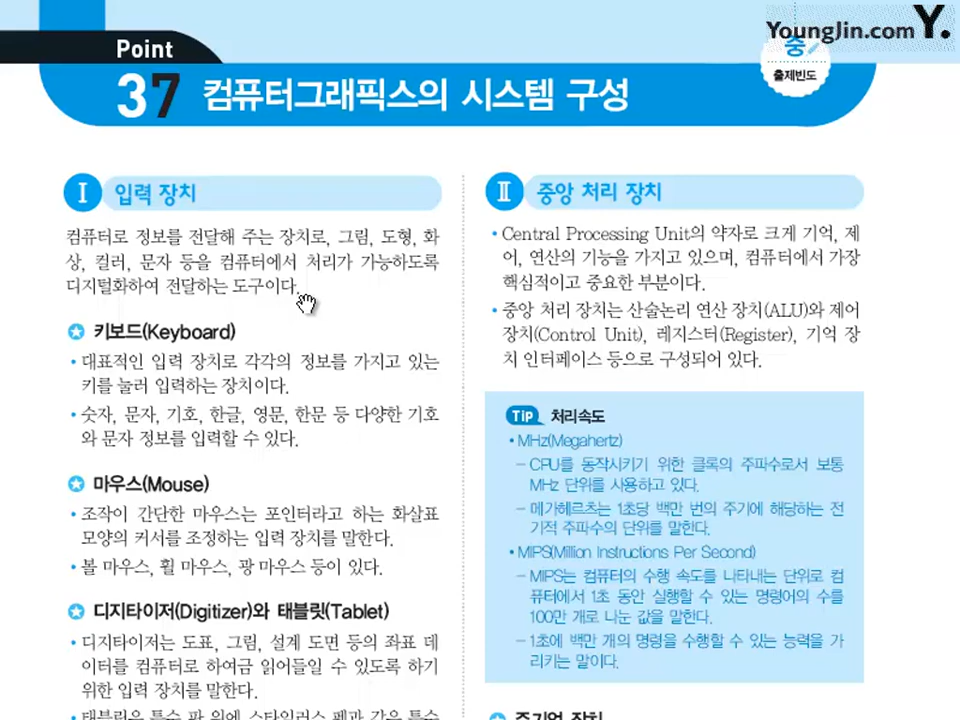 YoungJin.com Y.
Point
37 컴퓨터그래픽스의 시스템 구성
중
출제빈도
I 입력 장치
컴퓨터로 정보를 전달해 주는 장치로, 그림, 도형, 화
상, 컬러, 문자 등을 컴퓨터에서 처리가 가능하도록
디지털화하여 전달하는 도구이다.
키보드(Keyboard)
• 대표적인 입력 장치로 각각의 정보를 가지고 있는
키를 눌러 입력하는 장치이다.
• 숫자, 문자, 기호, 한글, 영문, 한문 등 다양한 기호
와 문자 정보를 입력할 수 있다.
마우스(Mouse)
• 조작이 간단한 마우스는 포인터라고 하는 화살표
모양의 커서를 조정하는 입력 장치를 말한다.
• 볼 마우스, 휠 마우스, 광 마우스 등이 있다.
디지타이저(Digitizer)와 태블릿(Tablet)
• 디지타이저는 도표, 그림, 설계 도면 등의 좌표 데
이터를 컴퓨터로 하여금 읽어들일 수 있도록 하기
위한 입력 장치를 말한다.
• 태블릿은 특수 판 위에 스타일러스 펜과 같은 특수
II 중앙 처리 장치
• Central Processing Unit의 약자로 크게 기억, 제
어, 연산의 기능을 가지고 있으며, 컴퓨터에서 가장
핵심적이고 중요한 부분이다.
• 중앙 처리 장치는 산술논리 연산 장치(ALU)와 제어
장치(Control Unit), 레지스터(Register), 기억 장
치 인터페이스 등으로 구성되어 있다.
Tip 처리속도
• MHz(Megahertz)
– CPU를 동작시키기 위한 클록의 주파수로서 보통
MHz 단위를 사용하고 있다.
– 메가헤르츠는 1초당 백만 번의 주기에 해당하는 전
기적 주파수의 단위를 말한다.
• MIPS(Million Instructions Per Second)
– MIPS는 컴퓨터의 수행 속도를 나타내는 단위로 컴
퓨터에서 1초 동안 실행할 수 있는 명령어의 수를
100만 개로 나눈 값을 말한다.
– 1초에 백만 개의 명령을 수행할 수 있는 능력을 가
리키는 말이다.
주기억 장치